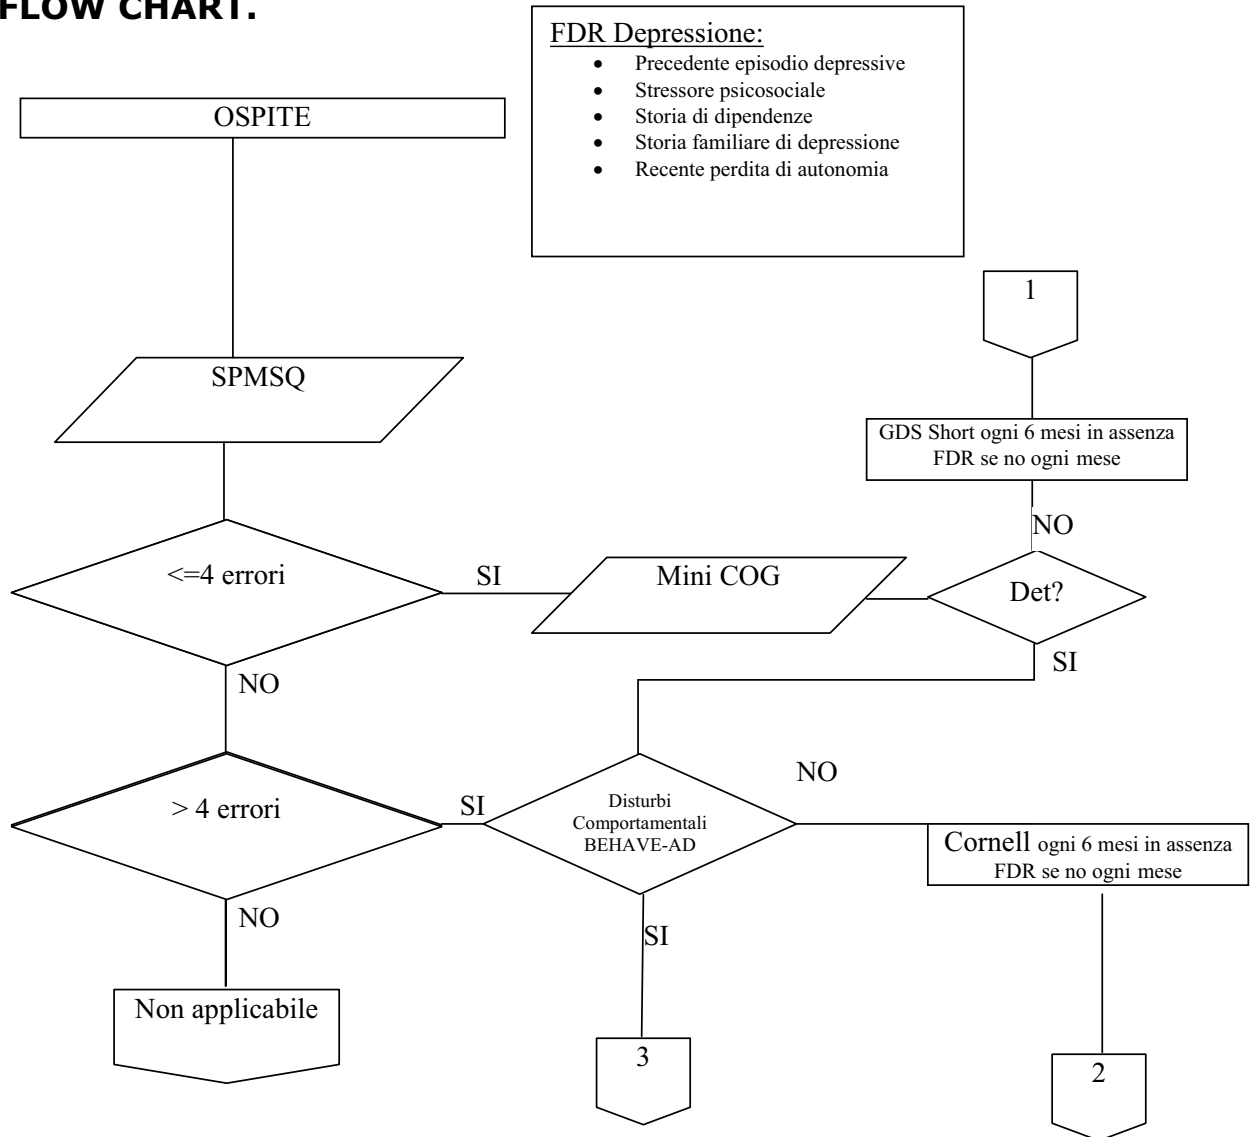 FLOW CHART.
FDR Depressione:
• Precedente episodio depressive
• Stressore psicosociale
• Storia di dipendenze
• Storia familiare di depressione
• Recente perdita di autonomia
OSPITE
1
SPMSQ
GDS Short ogni 6 mesi in assenza
FDR se no ogni mese
NO
<=4 errori
SI
Mini COG
Det?
SI
NO
> 4 errori
SI
Disturbi
Comportamentali
BEHAVE-AD
NO
Cornell ogni 6 mesi in assenza
FDR se no ogni mese
NO
SI
Non applicabile
3
2